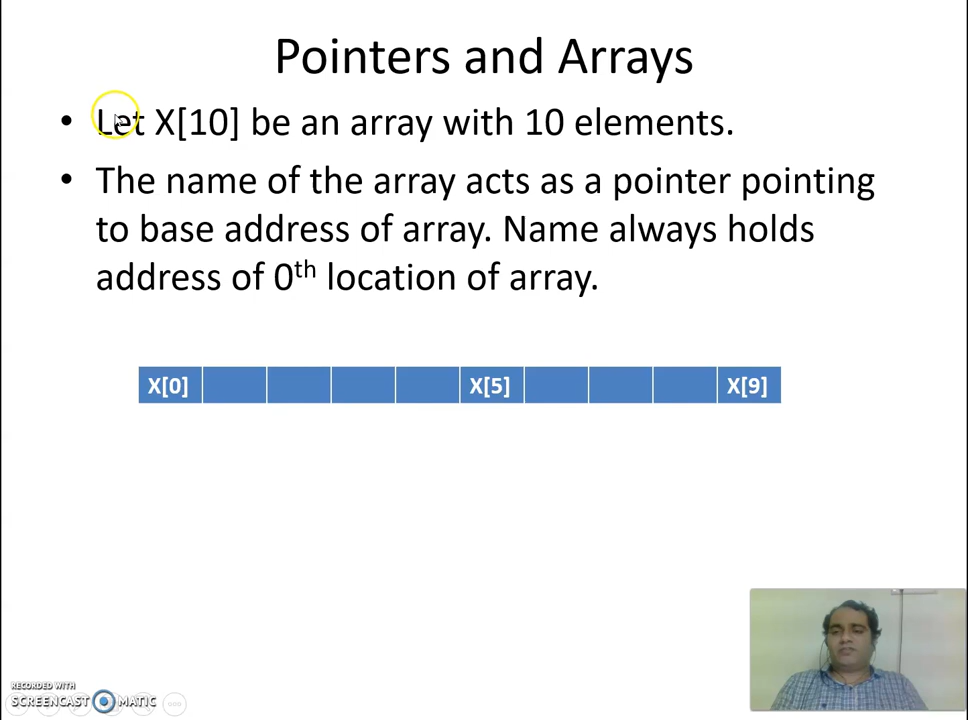 Pointers and Arrays
• Let X[10] be an array with 10 elements.
• The name of the array acts as a pointer pointing
to base address of array. Name always holds
address of 0th location of array.
X[0] X[5] X[9]
RECORDED WITH
SCREENCAST MATIC